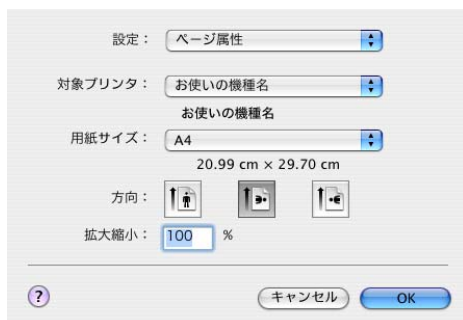 設定： ページ属性
対象プリンタ： お使いの機種名
お使いの機種名
用紙サイズ： A4
20.99 cm × 29.70 cm
方向：
拡大縮小： 100 %
? キャンセル OK